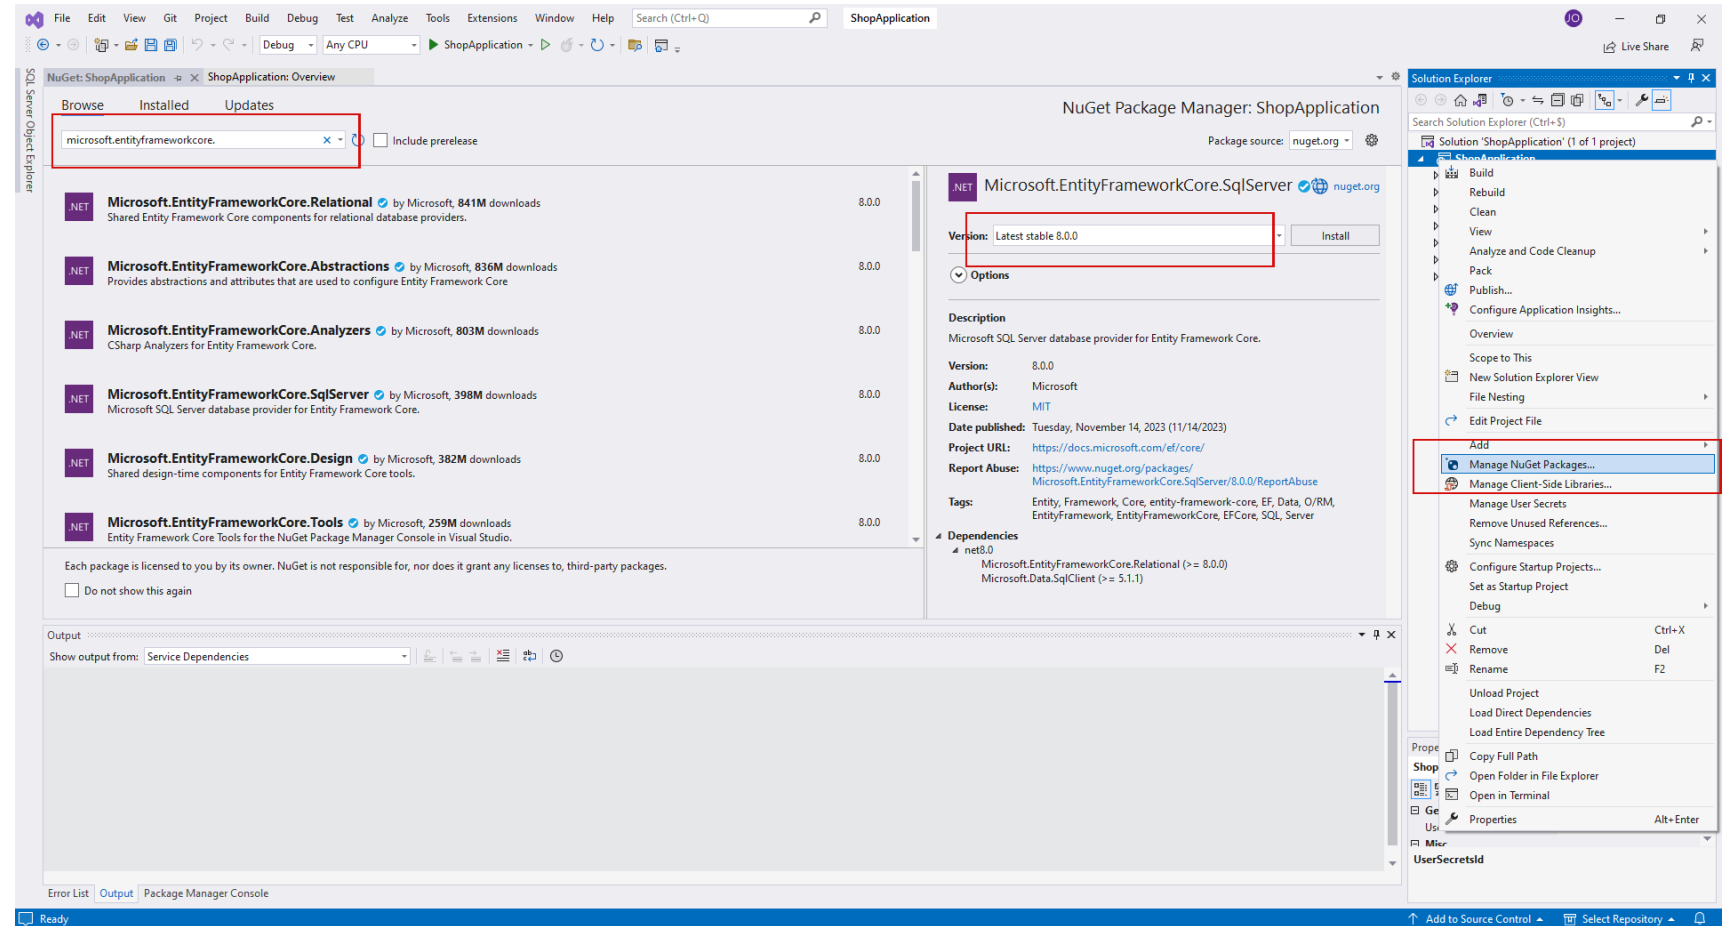 File Edit View Git Project Build Debug Test Analyze Tools Extensions Window Help Search (Ctrl+Q) ShopApplication JO
Debug Any CPU ShopApplication Live Share
SQL Server Object Explorer
NuGet: ShopApplication ShopApplication: Overview
Browse Installed Updates NuGet Package Manager: ShopApplication
microsoft.entityframeworkcore. Include prerelease Package source: nuget.org
.NET Microsoft.EntityFrameworkCore.Relational by Microsoft, 841M downloads 8.0.0
Shared Entity Framework Core components for relational database providers.
.NET Microsoft.EntityFrameworkCore.Abstractions by Microsoft, 836M downloads 8.0.0
Provides abstractions and attributes that are used to configure Entity Framework Core
.NET Microsoft.EntityFrameworkCore.Analyzers by Microsoft, 803M downloads 8.0.0
CSharp Analyzers for Entity Framework Core.
.NET Microsoft.EntityFrameworkCore.SqlServer by Microsoft, 398M downloads 8.0.0
Microsoft SQL Server database provider for Entity Framework Core.
.NET Microsoft.EntityFrameworkCore.Design by Microsoft, 382M downloads 8.0.0
Shared design-time components for Entity Framework Core tools.
.NET Microsoft.EntityFrameworkCore.Tools by Microsoft, 259M downloads 8.0.0
Entity Framework Core Tools for the NuGet Package Manager Console in Visual Studio.
Each package is licensed to you by its owner. NuGet is not responsible for, nor does it grant any licenses to, third-party packages.
Do not show this again
.NET Microsoft.EntityFrameworkCore.SqlServer nuget.org
Version: Latest stable 8.0.0 Install
Options
Description
Microsoft SQL Server database provider for Entity Framework Core.
Version: 8.0.0
Author(s): Microsoft
License: MIT
Date published: Tuesday, November 14, 2023 (11/14/2023)
Project URL: https://docs.microsoft.com/ef/core/
Report Abuse: https://www.nuget.org/packages/
Microsoft.EntityFrameworkCore.SqlServer/8.0.0/ReportAbuse
Tags: Entity, Framework, Core, entity-framework-core, EF, Data, O/RM,
EntityFramework, EntityFrameworkCore, EFCore, SQL, Server
Dependencies
net8.0
Microsoft.EntityFrameworkCore.Relational (>= 8.0.0)
Microsoft.Data.SqlClient (>= 5.1.1)
Output
Show output from: Service Dependencies
Error List Output Package Manager Console
Solution Explorer
Search Solution Explorer (Ctrl+$)
Solution 'ShopApplication' (1 of 1 project)
ShopApplication
Build
Rebuild
Clean
View
Analyze and Code Cleanup
Pack
Publish...
Configure Application Insights...
Overview
Scope to This
New Solution Explorer View
File Nesting
Edit Project File
Add
Manage NuGet Packages...
Manage Client-Side Libraries...
Manage User Secrets
Remove Unused References...
Sync Namespaces
Configure Startup Projects...
Set as Startup Project
Debug
Cut Ctrl+X
Remove Del
Rename F2
Unload Project
Load Direct Dependencies
Load Entire Dependency Tree
Copy Full Path
Open Folder in File Explorer
Open in Terminal
Properties Alt+Enter
Prope
Shop
Ge
Use
Misc
UserSecretsId
Ready Add to Source Control Select Repository